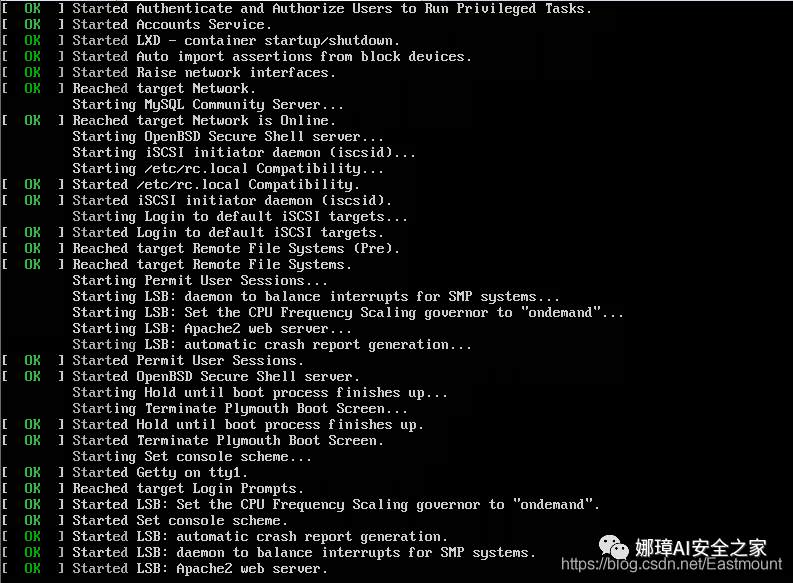 [  OK  ] Started Authenticate and Authorize Users to Run Privileged Tasks.
[  OK  ] Started Accounts Service.
[  OK  ] Started LXD - container startup/shutdown.
[  OK  ] Started Auto import assertions from block devices.
[  OK  ] Started Raise network interfaces.
[  OK  ] Reached target Network.
Starting MySQL Community Server...
[  OK  ] Reached target Network is Online.
Starting OpenBSD Secure Shell server...
Starting iSCSI initiator daemon (iscsid)...
Starting /etc/rc.local Compatibility...
[  OK  ] Started /etc/rc.local Compatibility.
[  OK  ] Started iSCSI initiator daemon (iscsid).
Starting Login to default iSCSI targets...
[  OK  ] Started Login to default iSCSI targets.
[  OK  ] Reached target Remote File Systems (Pre).
[  OK  ] Reached target Remote File Systems.
Starting Permit User Sessions...
Starting LSB: daemon to balance interrupts for SMP systems...
Starting LSB: Set the CPU Frequency Scaling governor to "ondemand"...
Starting LSB: Apache2 web server...
Starting LSB: automatic crash report generation...
[  OK  ] Started Permit User Sessions.
[  OK  ] Started OpenBSD Secure Shell server.
Starting Hold until boot process finishes up...
Starting Terminate Plymouth Boot Screen...
[  OK  ] Started Hold until boot process finishes up.
[  OK  ] Started Terminate Plymouth Boot Screen.
Starting Set console scheme...
[  OK  ] Started Getty on tty1.
[  OK  ] Reached target Login Prompts.
[  OK  ] Started LSB: Set the CPU Frequency Scaling governor to "ondemand".
[  OK  ] Started Set console scheme.
[  OK  ] Started LSB: automatic crash report generation.
[  OK  ] Started LSB: daemon to balance interrupts for SMP systems.
[  OK  ] Started LSB: Apache2 web server.
娜璋AI安全之家
https://blog.csdn.net/Eastmount